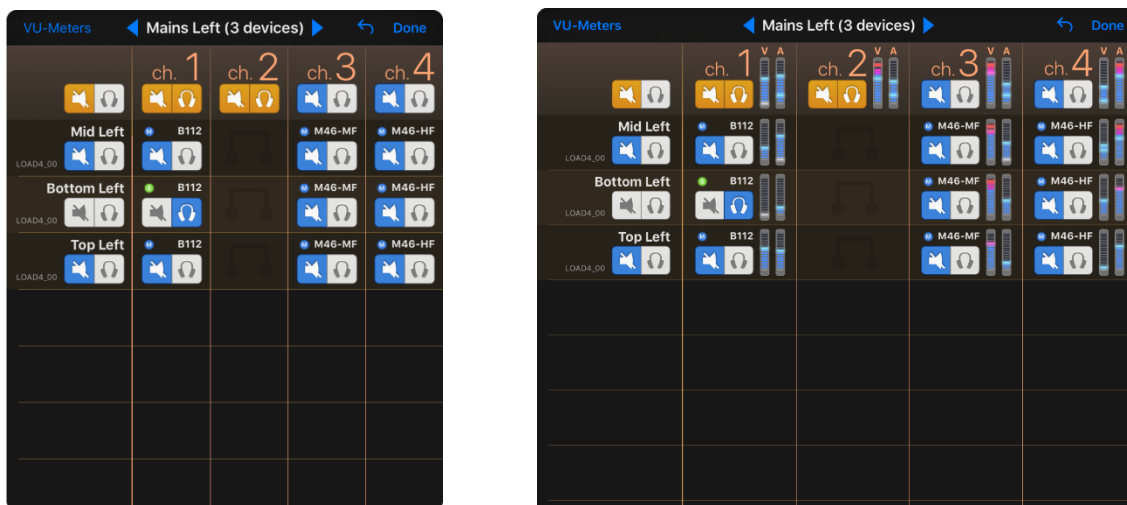 VU-Meters Mains Left (3 devices) Done
ch. 1 ch. 2 ch. 3 ch. 4
Mid Left M B112 M M46-MF M M46-HF
LOAD4_00
Bottom Left S B112 M M46-MF M M46-HF
LOAD4_00
Top Left M B112 M M46-MF M M46-HF
LOAD4_00
VU-Meters Mains Left (3 devices) Done
V A V A V A V A
ch. 1 ch. 2 ch. 3 ch. 4
Mid Left M B112 M M46-MF M M46-HF
LOAD4_00
Bottom Left S B112 M M46-MF M M46-HF
LOAD4_00
Top Left M B112 M M46-MF M M46-HF
LOAD4_00